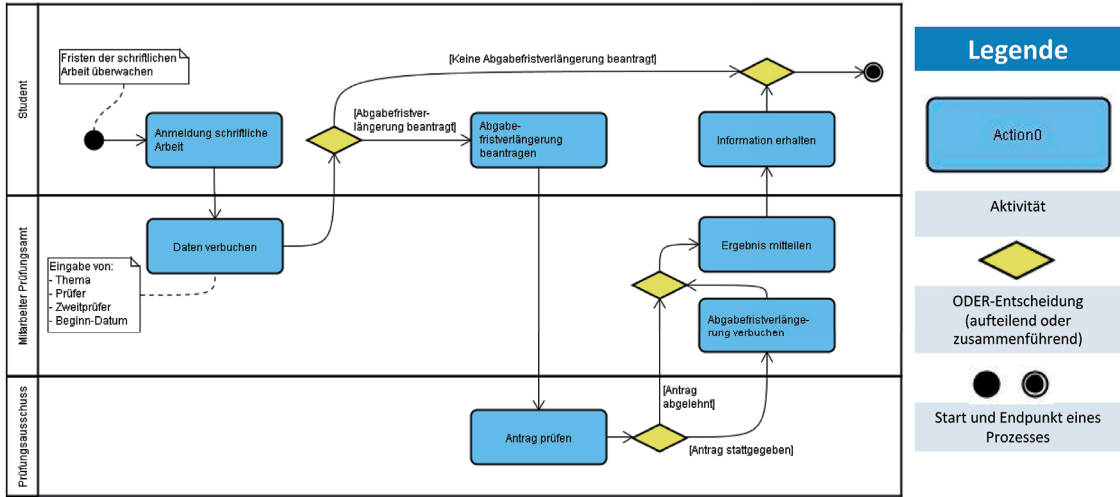 Student
Fristen der schriftlichen
Arbeit überwachen
Anmeldung schriftliche
Arbeit
[Keine Abgabefristverlängerung beantragt]
[Abgabefristver-
längerung beantragt]
Abgabe-
fristverlängerung
beantragen
Information erhalten
Mitarbeiter Prüfungsamt
Daten verbuchen
Eingabe von:
- Thema
- Prüfer
- Zweitprüfer
- Beginn-Datum
Ergebnis mitteilen
Abgabefristverlänge-
rung verbuchen
Prüfungsausschuss
Antrag prüfen
[Antrag
abgelehnt]
[Antrag stattgegeben]
Legende
Action0
Aktivität
ODER-Entscheidung
(aufteilend oder
zusammenführend)
Start und Endpunkt eines
Prozesses